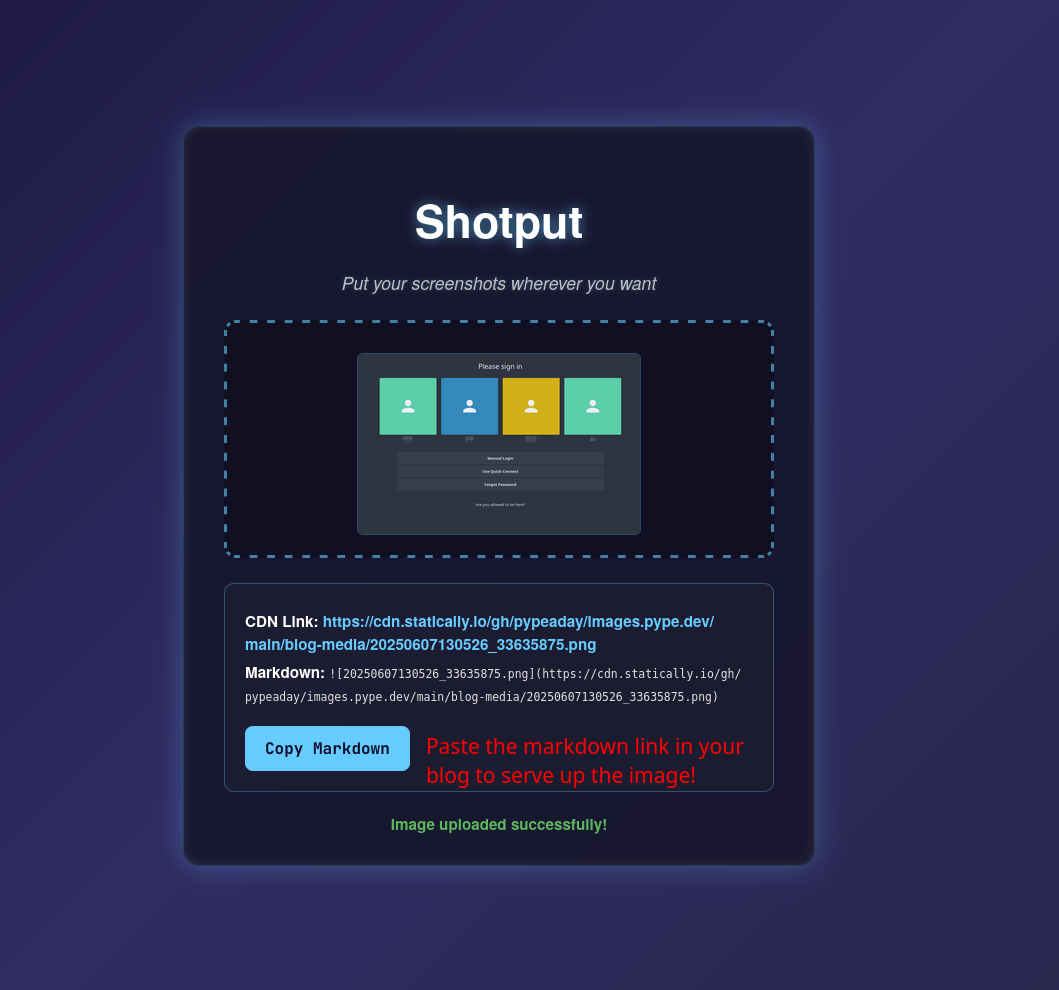 Shotput
Put your screenshots wherever you want
Please sign in
Manual Login
Use Quick Connect
Forgot Password
Are you allowed to be here?
CDN Link: https://cdn.statically.io/gh/pypeaday/images.pype.dev/
main/blog-media/20250607130526_33635875.png
Markdown: ![20250607130526_33635875.png](https://cdn.statically.io/gh/
pypeaday/images.pype.dev/main/blog-media/20250607130526_33635875.png)
Copy Markdown
Paste the markdown link in your
blog to serve up the image!
Image uploaded successfully!